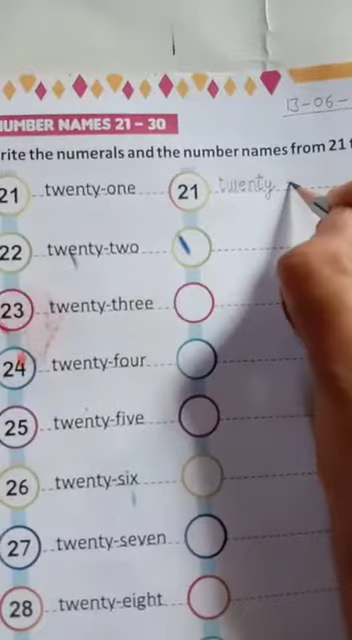 13-06-
NUMBER NAMES 21 – 30
rite the numerals and the number names from 21 t
21 twenty-one 21 twenty
22 twenty-two
23 twenty-three
24 twenty-four
25 twenty-five
26 twenty-six
27 twenty-seven
28 twenty-eight